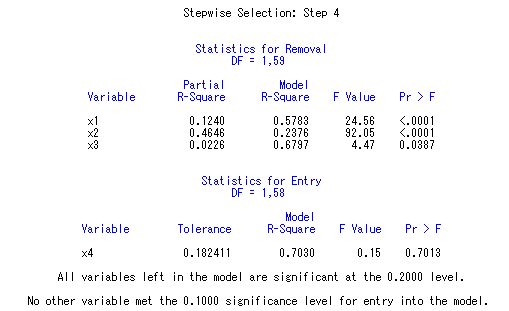 Stepwise Selection: Step 4
Statistics for Removal
DF = 1,59
Partial Model
Variable R-Square R-Square F Value Pr > F
x1 0.1240 0.5783 24.56 <.0001
x2 0.4646 0.2376 92.05 <.0001
x3 0.0226 0.6797 4.47 0.0387
Statistics for Entry
DF = 1,58
Model
Variable Tolerance R-Square F Value Pr > F
x4 0.182411 0.7030 0.15 0.7013
All variables left in the model are significant at the 0.2000 level.
No other variable met the 0.1000 significance level for entry into the model.